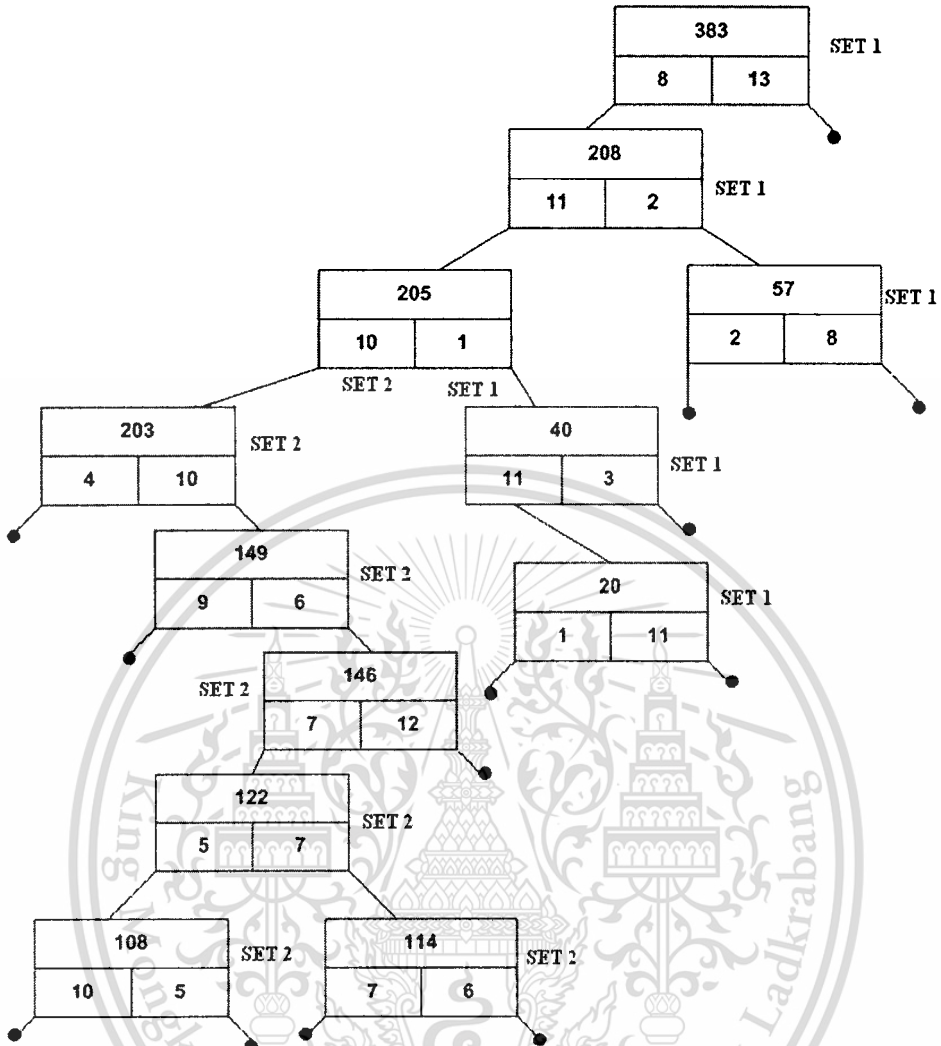 383
SET 1
8 13
208
SET 1
11 2
205
57
SET 1
10 1
2 8
SET 2 SET 1
203
SET 2
40
4 10
11 3
SET 1
149
SET 2
20
SET 1
9 6
1 11
SET 2
146
7 12
122
SET 2
5 7
108
SET 2
114
SET 2
10 5
7 6
King Mongkut
Ladkrabang